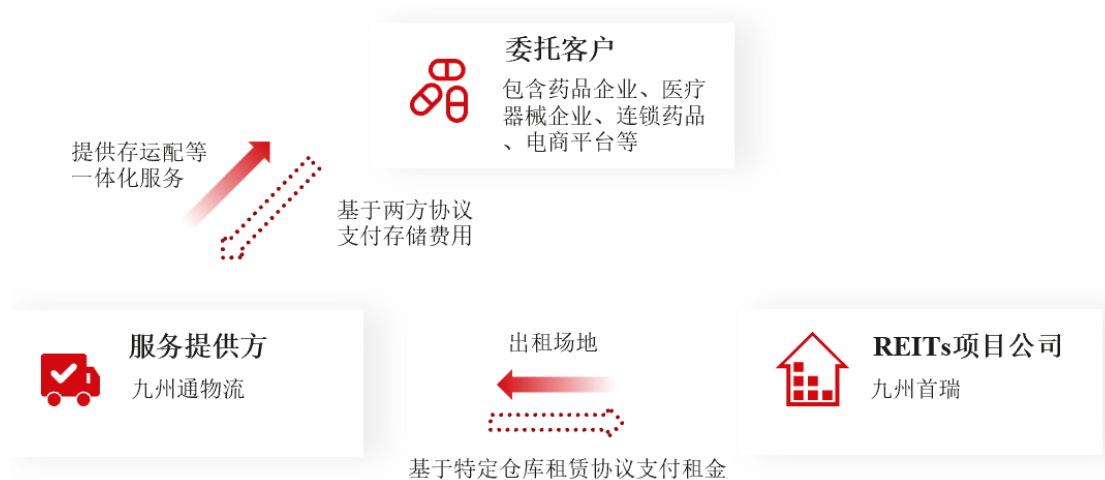 委托客户
包含药品企业、医疗
器械企业、连锁药品
、电商平台等
提供存运配等
一体化服务
基于两方协议
支付存储费用
服务提供方
九州通物流
出租场地
REITs项目公司
九州首瑞
基于特定仓库租赁协议支付租金